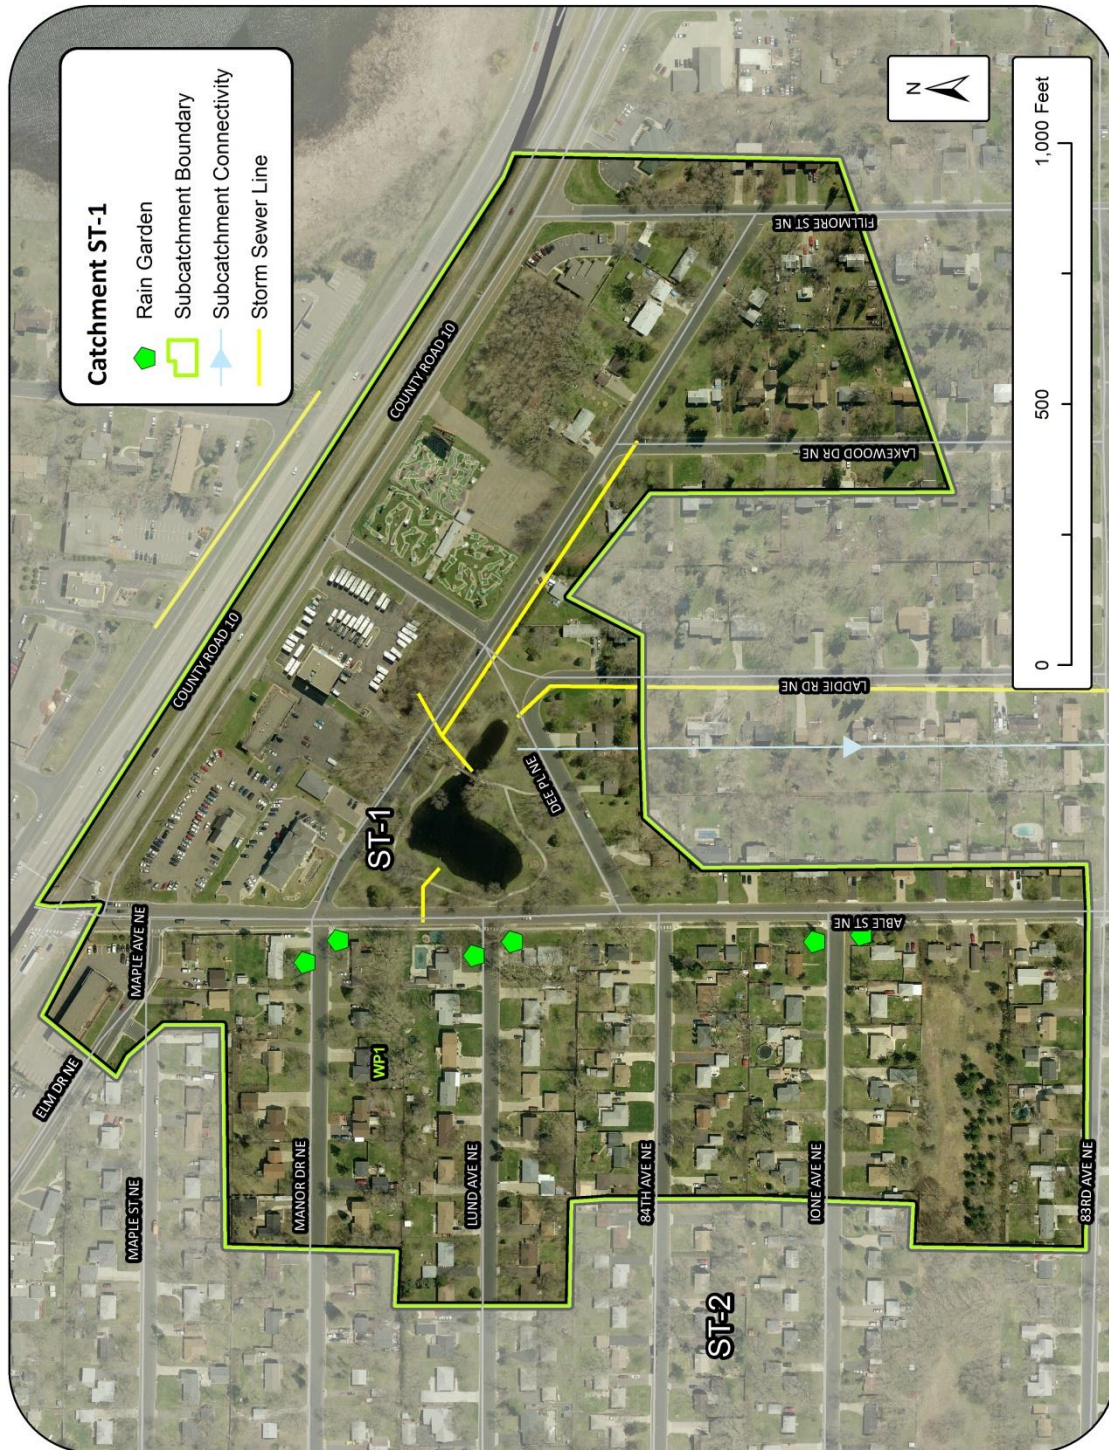 Catchment ST-1
Rain Garden
Subcatchment Boundary
Subcatchment Connectivity
Storm Sewer Line
N
0
500
1,000 Feet
COUNTY ROAD 10
COUNTY ROAD 10
ELM DR NE
MAPLE AVE NE
MAPLE ST NE
MANOR DR NE
WP1
LUND AVE NE
84TH AVE NE
IONE AVE NE
83RD AVE NE
ABLE ST NE
DEE PL NE
LADDIE RD NE
LAKEWOOD DR NE
FILLMORE ST NE
ST-1
ST-2